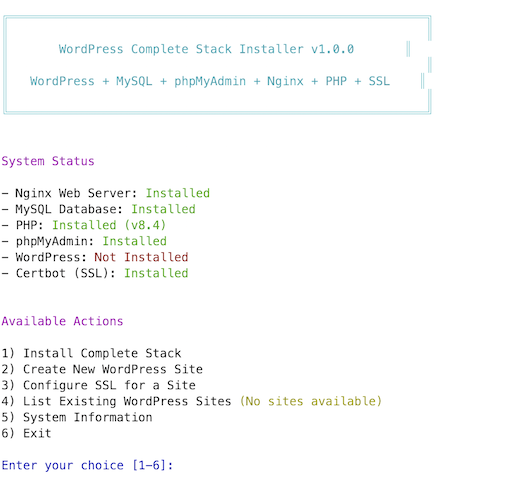 WordPress Complete Stack Installer v1.0.0
WordPress + MySQL + phpMyAdmin + Nginx + PHP + SSL
System Status
- Nginx Web Server: Installed
- MySQL Database: Installed
- PHP: Installed (v8.4)
- phpMyAdmin: Installed
- WordPress: Not Installed
- Certbot (SSL): Installed
Available Actions
1) Install Complete Stack
2) Create New WordPress Site
3) Configure SSL for a Site
4) List Existing WordPress Sites (No sites available)
5) System Information
6) Exit
Enter your choice [1-6]: